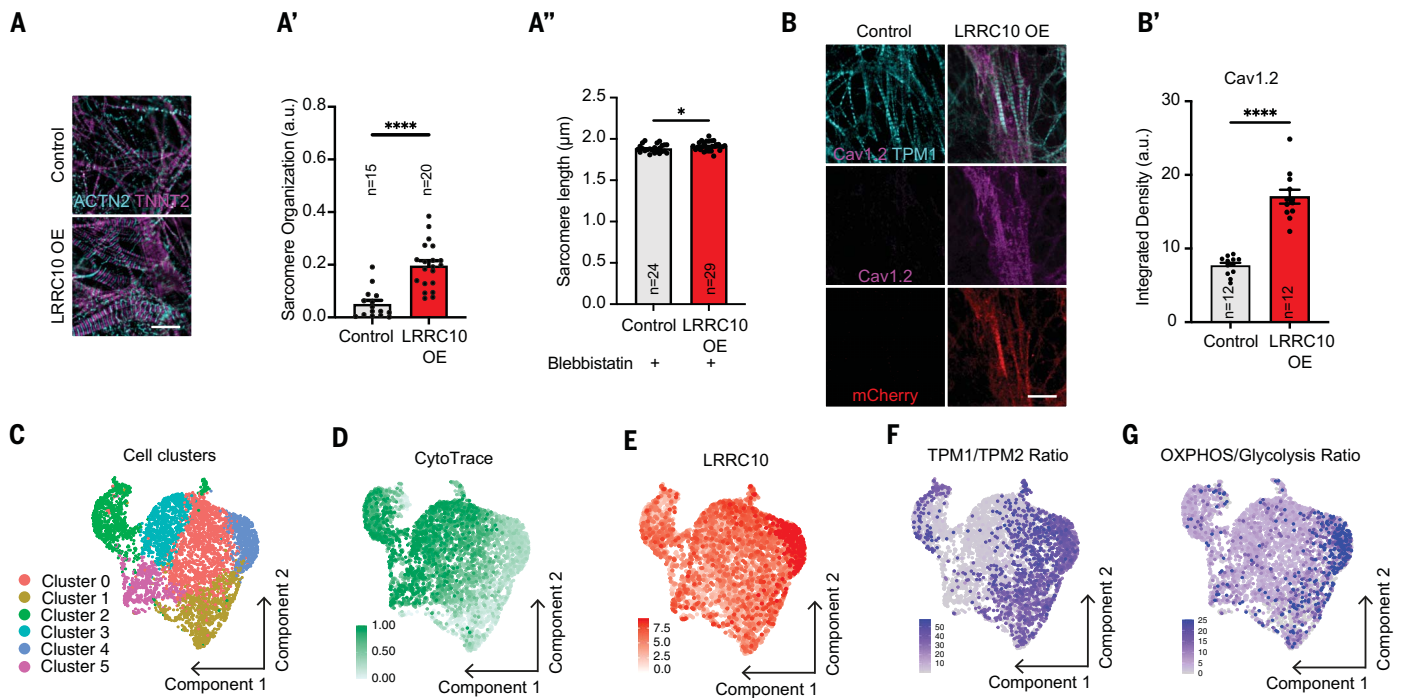 A
Control
LRRC10 OE
ACTN2 TNNT2
A'
Sarcomere Organization (a.u.)
0.8
0.6
0.4
0.2
0.0
****
n=15
n=20
Control
LRRC10
OE
A"
Sarcomere length (µm)
2.5
2.0
1.5
1.0
0.5
0.0
*
n=24
n=29
Control
LRRC10
OE
Blebbistatin + +
B
Control
LRRC10 OE
Cav1.2 TPM1
Cav1.2
mCherry
B'
Cav1.2
Integrated Density (a.u.)
30
20
10
0
****
n=12
n=12
Control
LRRC10
OE
C
Cell clusters
Cluster 0
Cluster 1
Cluster 2
Cluster 3
Cluster 4
Cluster 5
Component 1
Component 2
D
CytoTrace
1.00
0.75
0.50
0.25
0.00
Component 1
Component 2
E
LRRC10
7.5
5.0
2.5
0.0
Component 1
Component 2
F
TPM1/TPM2 Ratio
50
40
30
20
10
Component 1
Component 2
G
OXPHOS/Glycolysis Ratio
25
20
15
10
5
0
Component 1
Component 2